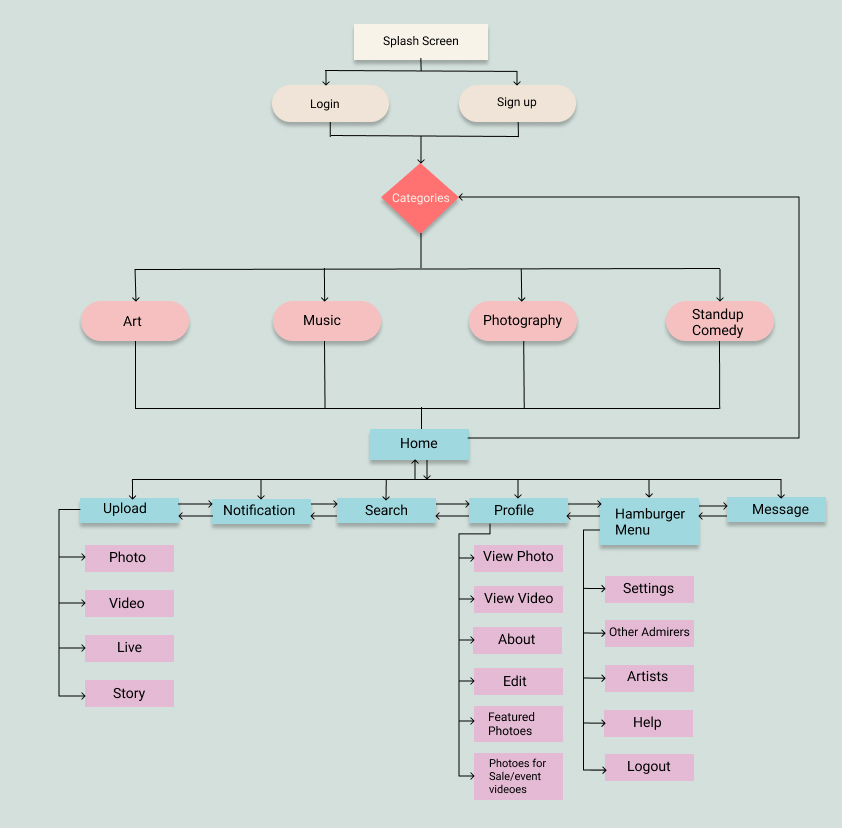 Splash Screen
Login
Sign up
Categories
Art
Music
Photography
Standup
Comedy
Home
Upload
Notification
Search
Profile
Hamburger
Menu
Message
Photo
Video
Live
Story
View Photo
View Video
About
Edit
Featured
Photoes
Photoes for
Sale/event
videoes
Settings
Other Admirers
Artists
Help
Logout